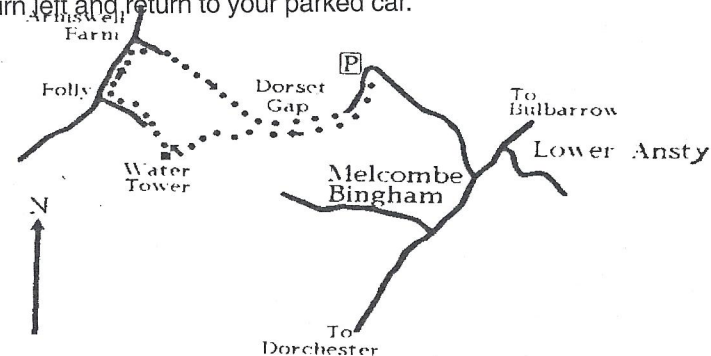 urn left and return to your parked car.
Armswell
Farm
P
Folly
Dorset
Gap
To
Bulbarrow
Lower Ansty
Water
Tower
Melcombe
Bingham
N
To
Dorchester